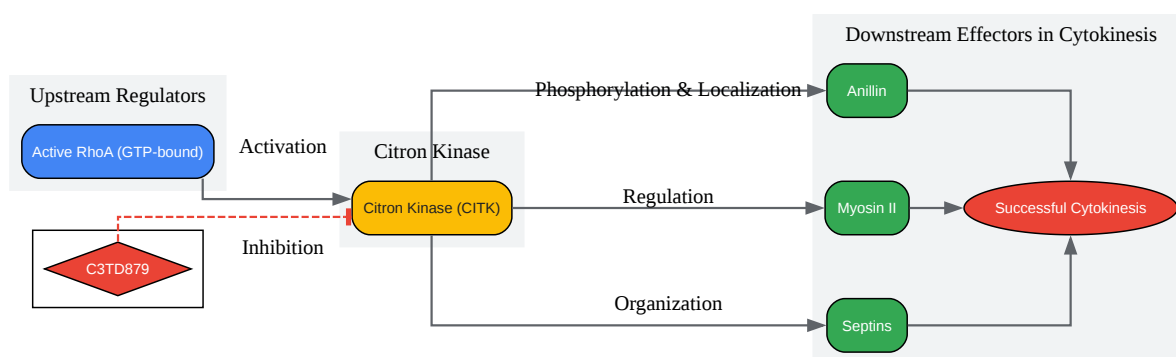 Downstream Effectors in Cytokinesis
Upstream Regulators
Phosphorylation & Localization
Anillin
Active RhoA (GTP-bound)
Activation
Citron Kinase
Citron Kinase (CITK)
Regulation
Myosin II
Successful Cytokinesis
Inhibition
C3TD879
Organization
Septins